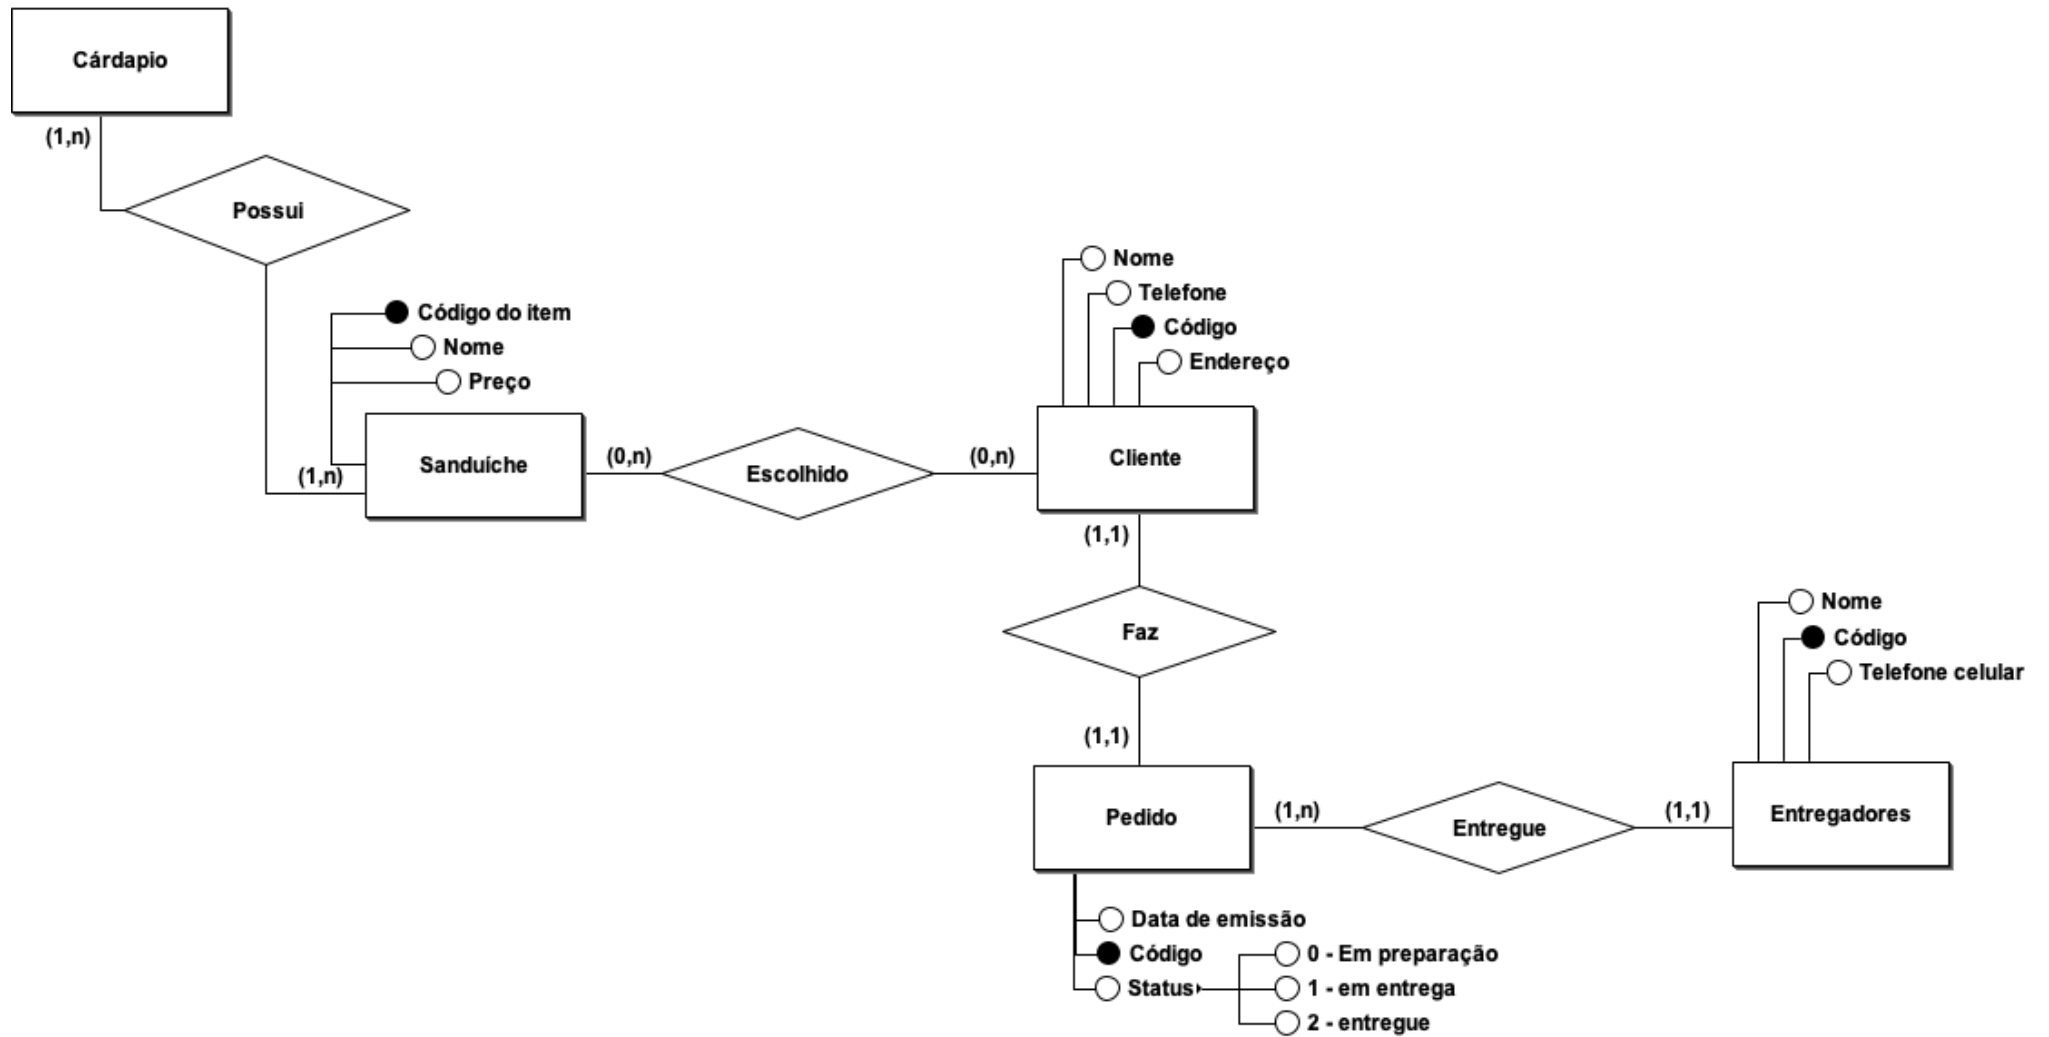 Cárdapio
(1,n)
Possui
Código do item
Nome
Preço
(1,n)
Sanduíche
(0,n)
Escolhido
(0,n)
Nome
Telefone
Código
Endereço
Cliente
(1,1)
Faz
(1,1)
Pedido
(1,n)
Entregue
(1,1)
Nome
Código
Telefone celular
Entregadores
Data de emissão
Código
Status
0 - Em preparação
1 - em entrega
2 - entregue